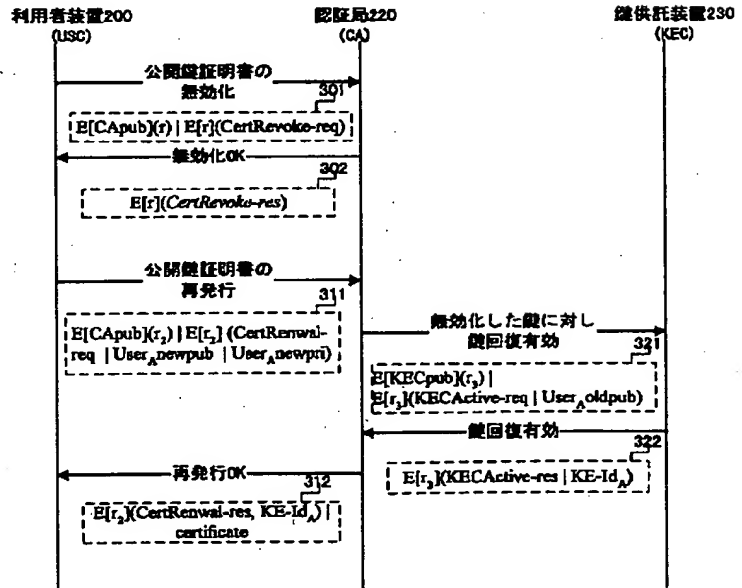 利用者装置200
(USC)
認証局220
(CA)
鍵供託装置230
(KEC)
公開鍵証明書の
無効化
301
E[CApub](r) | E[r](CertRevoke-req)
無効化OK
302
E[r](CertRevoke-res)
公開鍵証明書の
再発行
311
E[CApub](r₂) | E[r₂] (CertRenwal-
req | User_Anewpub | User_Anewpri)
無効化した鍵に対し
鍵回復有効
321
E[KECpub](r₃) |
E[r₃](KECActive-req | User_Aoldpub)
鍵回復有効
322
E[r₃](KECActive-res | KE-Id_A)
再発行OK
312
E[r₂](CertRenwal-res, KE-Id_A) |
certificate